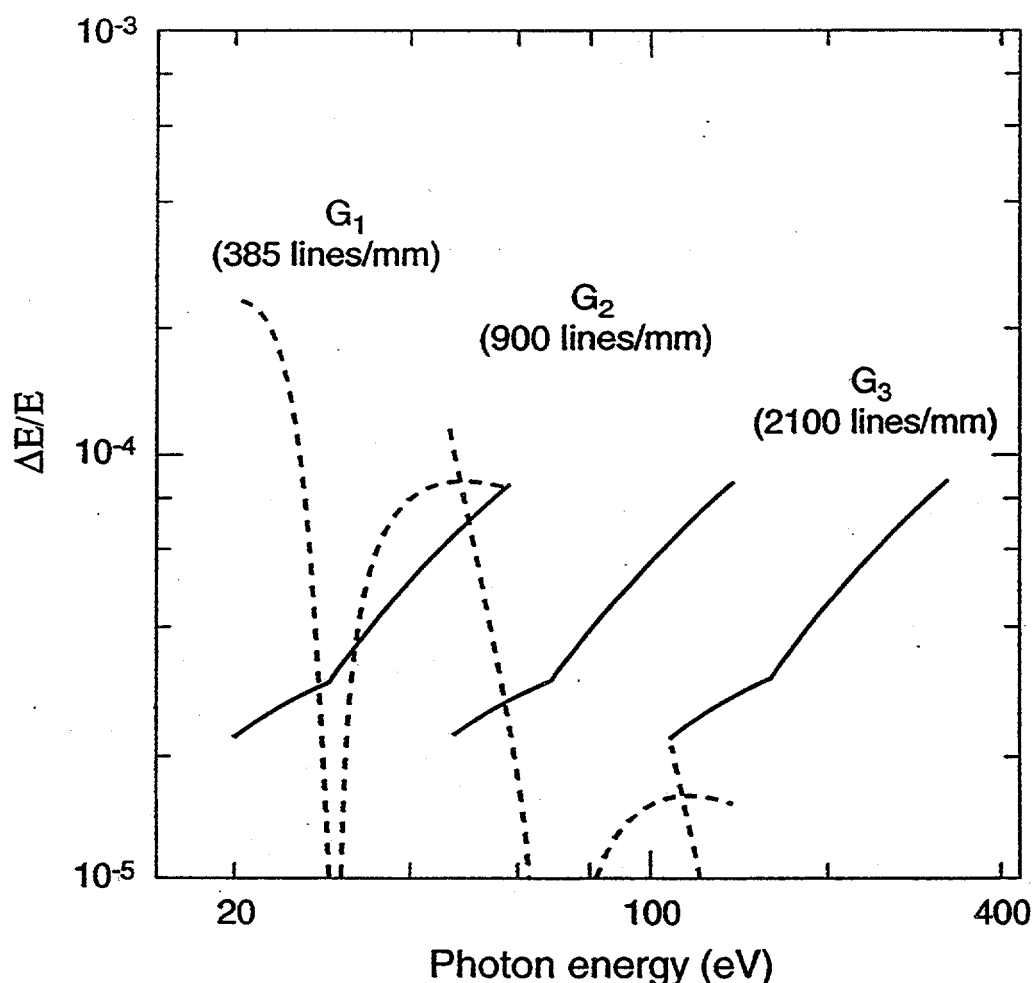 10⁻³
G₁
(385 lines/mm)
G₂
(900 lines/mm)
G₃
(2100 lines/mm)
ΔE/E
10⁻⁴
10⁻⁵
20
100
400
Photon energy (eV)